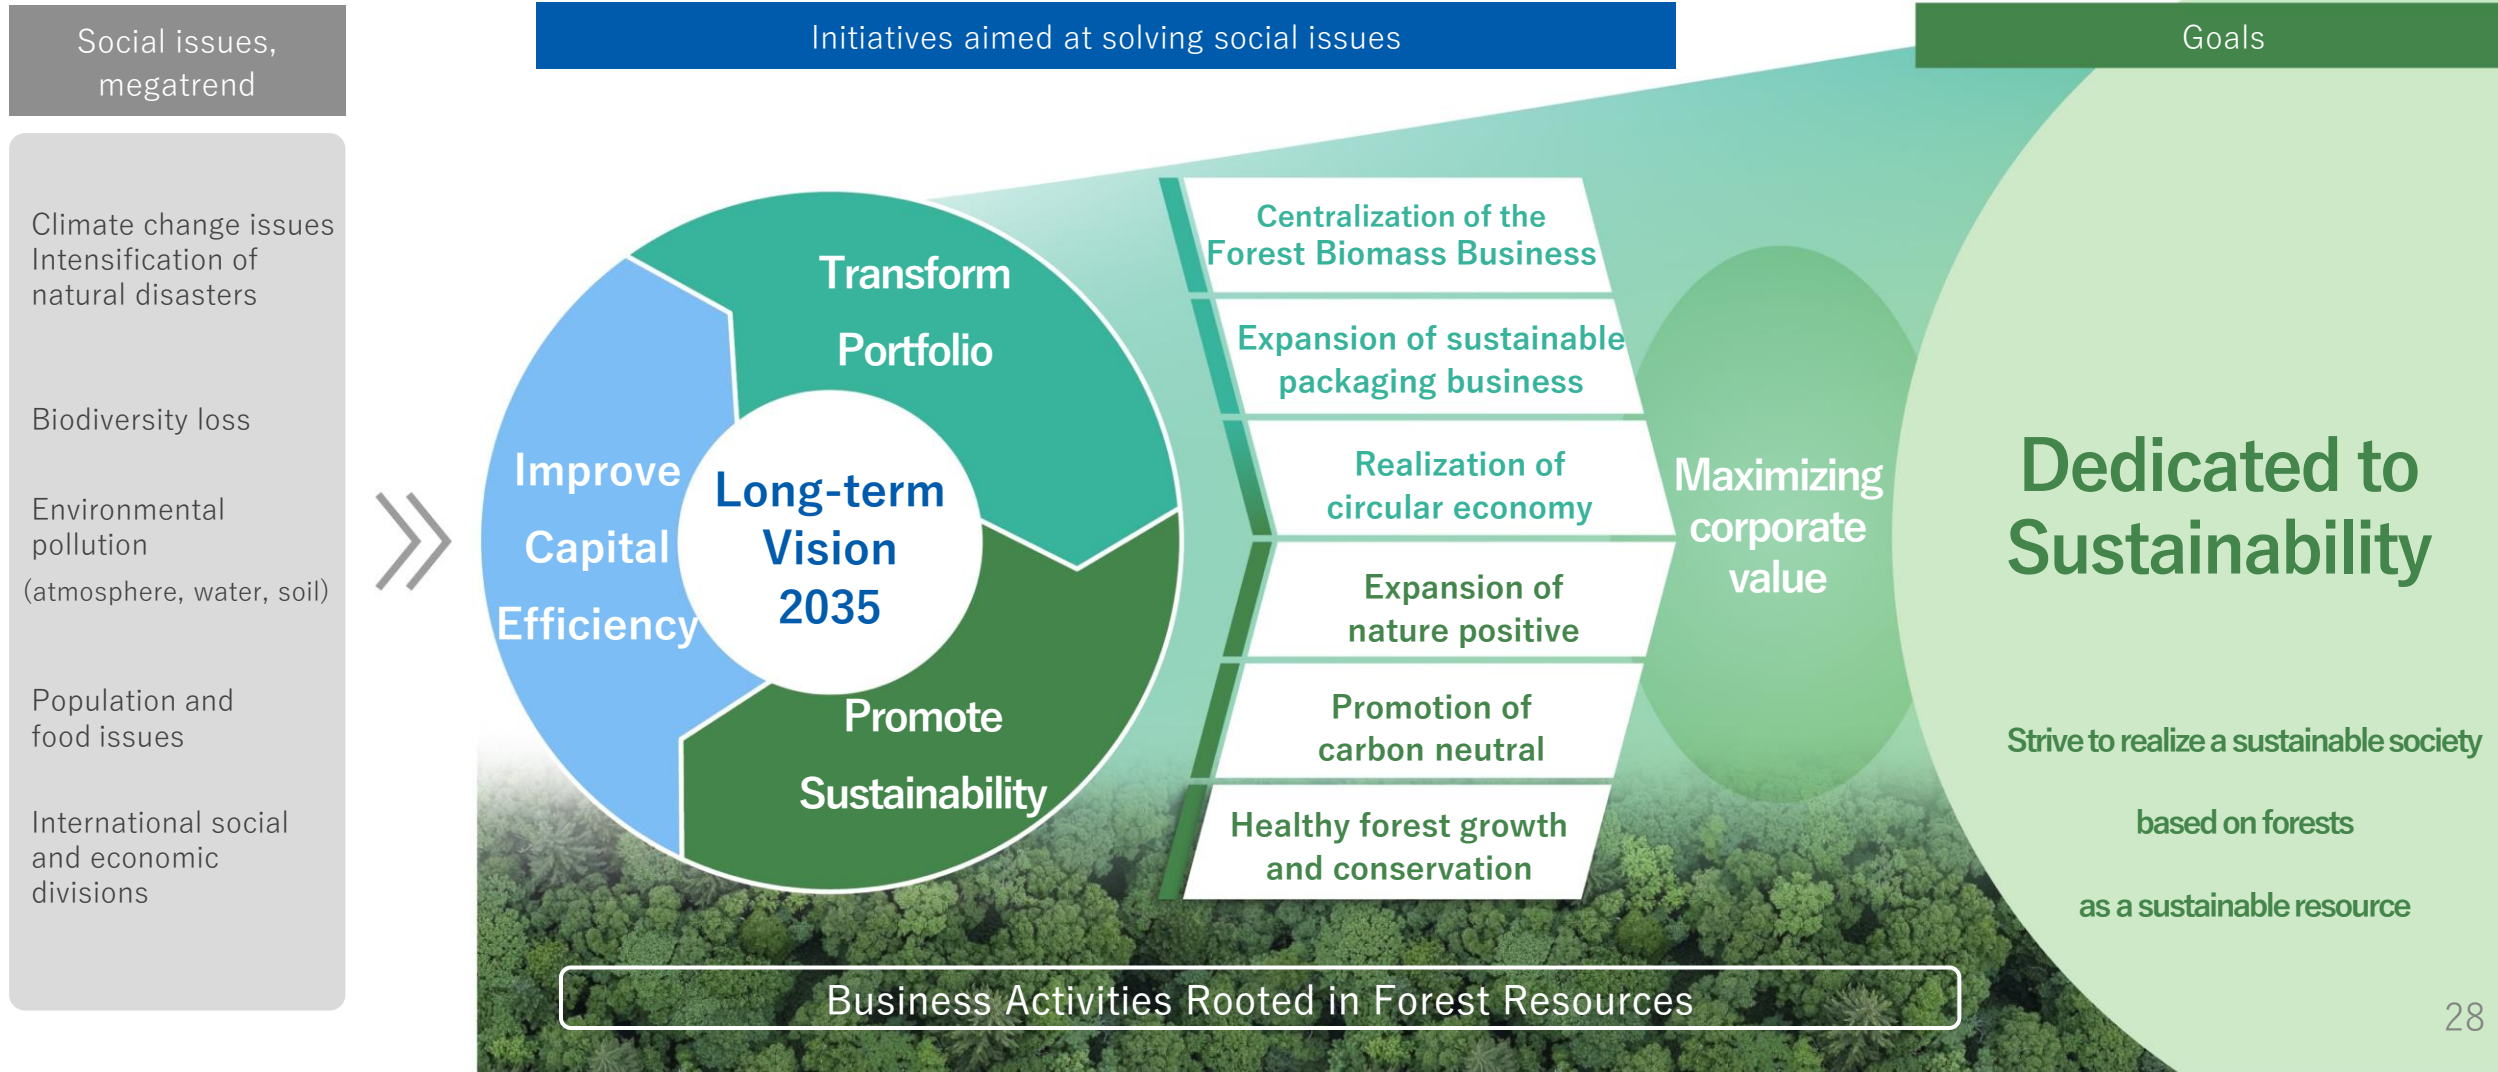 Social issues,
megatrend
Climate change issues
Intensification of
natural disasters
Biodiversity loss
Environmental
pollution
(atmosphere, water, soil)
Population and
food issues
International social
and economic
divisions
Initiatives aimed at solving social issues
Transform
Portfolio
Improve
Capital
Efficiency
Long-term
Vision
2035
Promote
Sustainability
Centralization of the
Forest Biomass Business
Expansion of sustainable
packaging business
Realization of
circular economy
Expansion of
nature positive
Promotion of
carbon neutral
Healthy forest growth
and conservation
Maximizing
corporate
value
Business Activities Rooted in Forest Resources
Goals
Dedicated to
Sustainability
Strive to realize a sustainable society
based on forests
as a sustainable resource
28